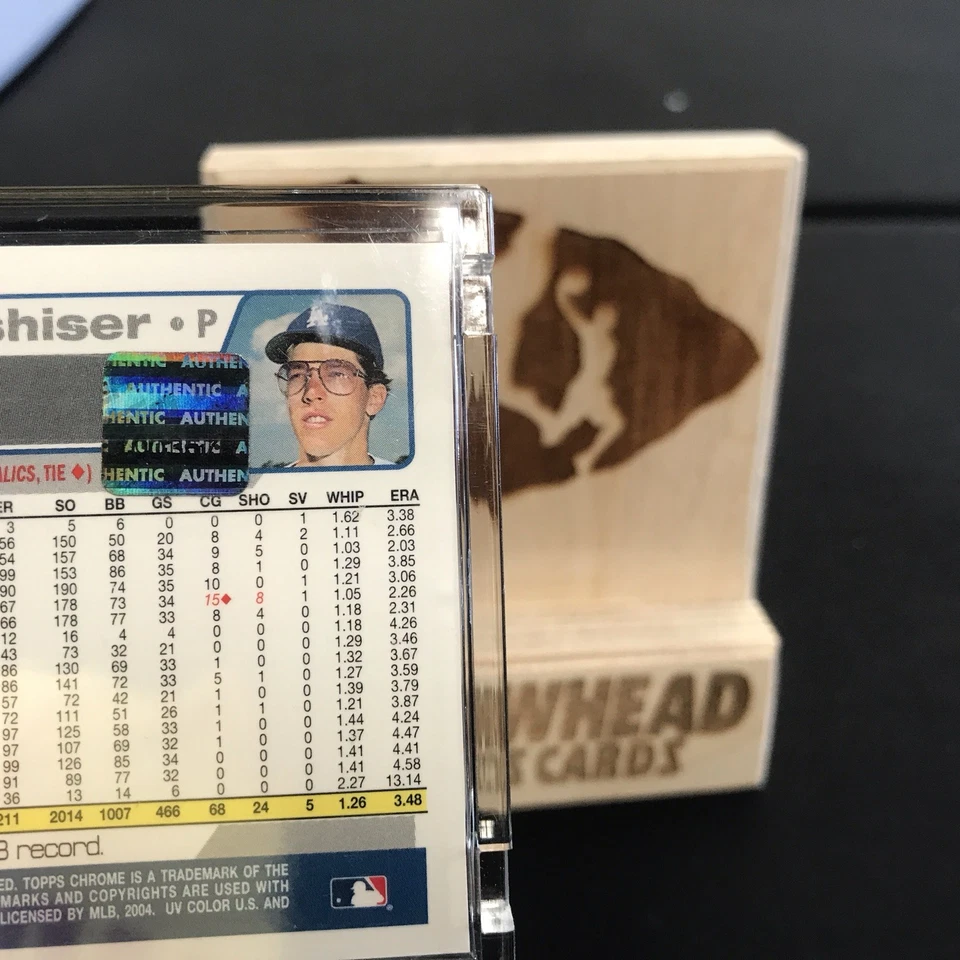 shiser • P
HENTIC AUTHEN
AUTHENTIC A
HENTIC AUTHEN
AUTHENTIC A
HENTIC AUTHEN
LA
ALICS, TIE ♦)
ER SO BB GS CG SHO SV WHIP ERA
3 5 6 0 0 0 1 1.62 3.38
56 150 50 20 8 4 2 1.11 2.66
54 157 68 34 9 5 0 1.03 2.03
99 153 86 35 8 1 0 1.29 3.85
90 190 74 35 10 0 1 1.21 3.06
67 178 73 34 15♦ 8 1 1.05 2.26
66 178 77 33 8 4 0 1.18 2.31
12 16 4 4 0 0 0 1.18 4.26
43 73 32 21 0 0 0 1.29 3.46
86 130 69 33 1 0 0 1.32 3.67
86 141 72 33 5 1 0 1.27 3.59
57 72 42 21 1 0 0 1.39 3.79
72 111 51 26 1 1 0 1.21 3.87
97 125 58 33 1 0 0 1.44 4.24
97 107 69 32 1 0 0 1.37 4.47
99 126 85 34 0 0 0 1.41 4.41
91 89 77 32 0 0 0 1.41 4.58
36 13 14 6 0 0 0 2.27 13.14
211 2014 1007 466 68 24 5 1.26 3.48
B record.
ED. TOPPS CHROME IS A TRADEMARK OF THE
MARKS AND COPYRIGHTS ARE USED WITH
LICENSED BY MLB, 2004. UV COLOR U.S. AND
WHEAD
S CARDS